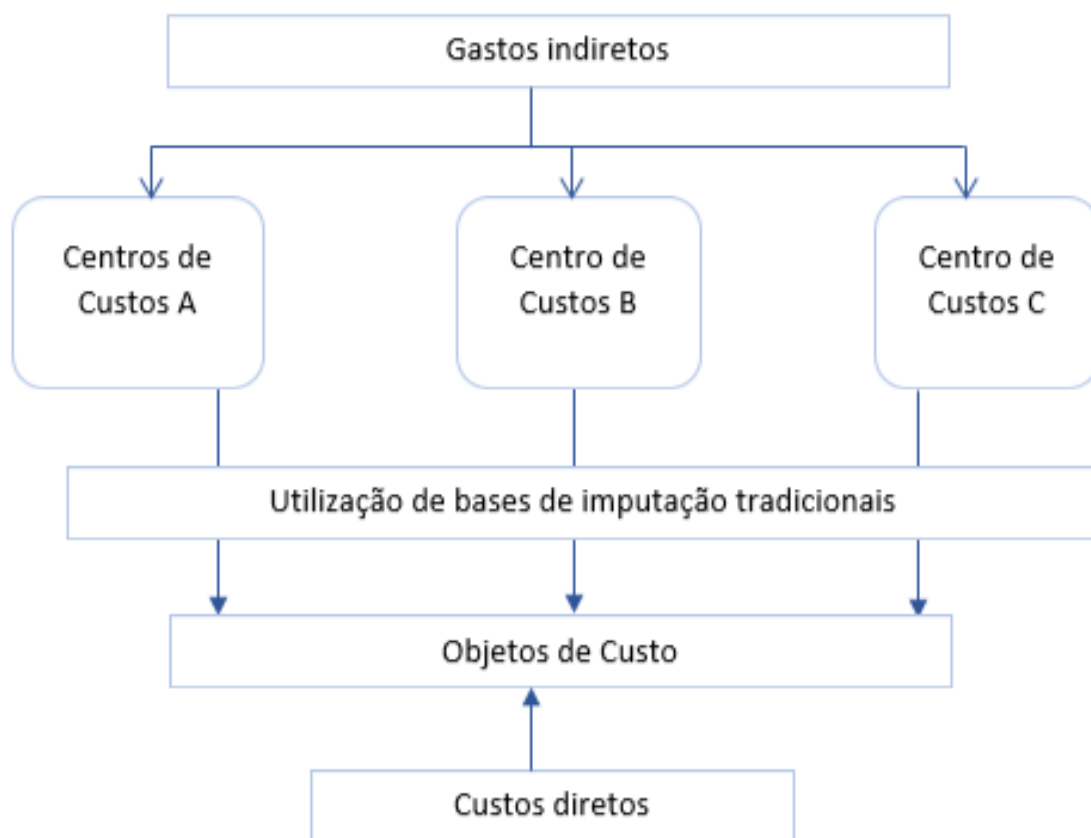 Gastos indiretos
Centros de
Custos A
Centro de
Custos B
Centro de
Custos C
Utilização de bases de imputação tradicionais
Objetos de Custo
Custos diretos